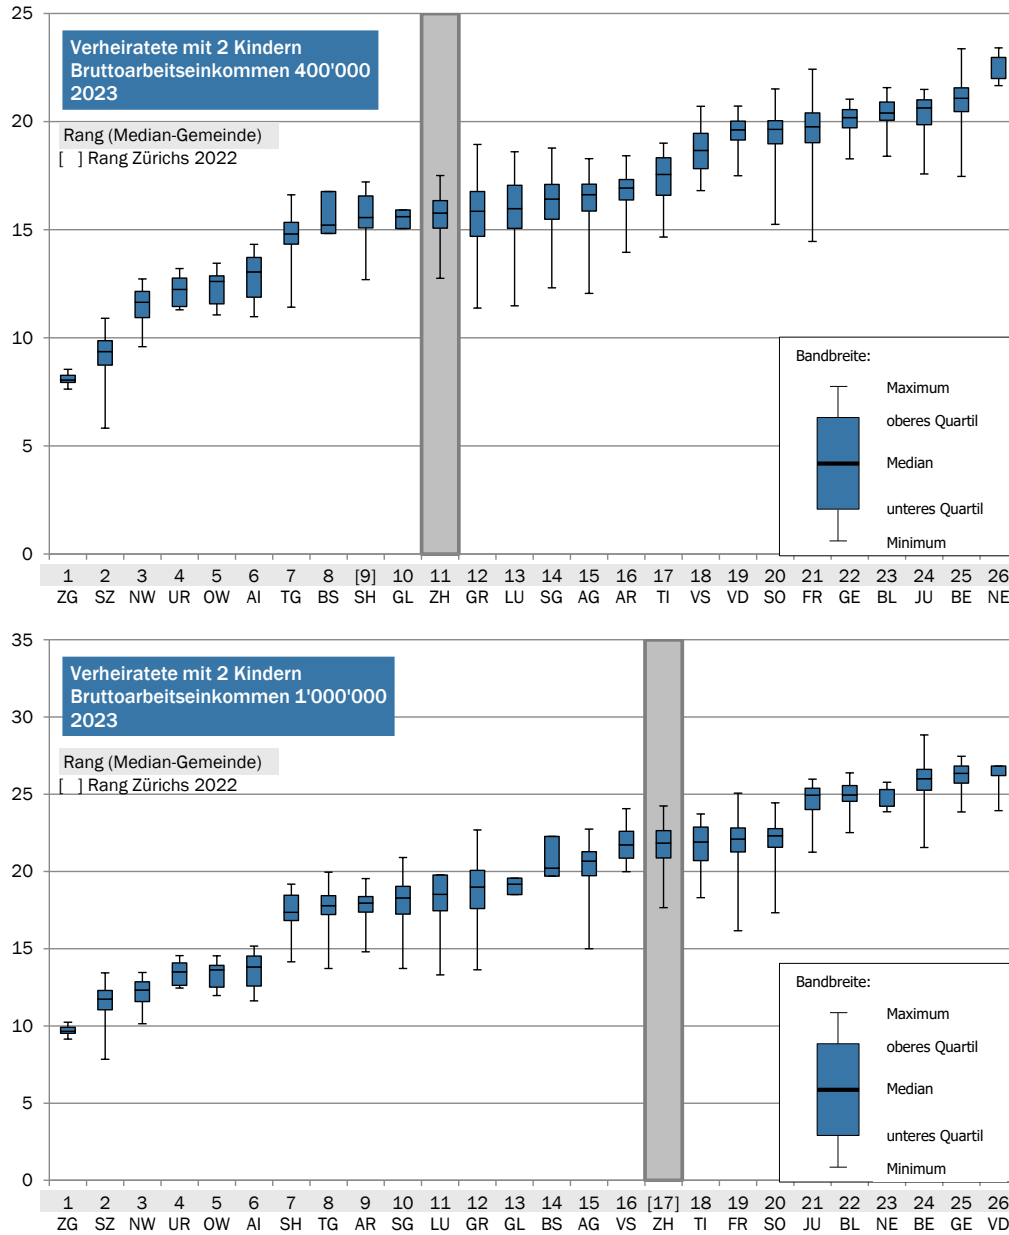 25
20
15
10
5
0
Verheiratete mit 2 Kindern
Bruttoarbeitseinkommen 400'000
2023
Rang (Median-Gemeinde)
[ ] Rang Zürichs 2022
Bandbreite:
Maximum
oberes Quartil
Median
unteres Quartil
Minimum
1 2 3 4 5 6 7 8 [9] 10 11 12 13 14 15 16 17 18 19 20 21 22 23 24 25 26
ZG SZ NW UR OW AI TG BS SH GL ZH GR LU SG AG AR TI VS VD SO FR GE BL JU BE NE
35
30
25
20
15
10
5
0
Verheiratete mit 2 Kindern
Bruttoarbeitseinkommen 1'000'000
2023
Rang (Median-Gemeinde)
[ ] Rang Zürichs 2022
Bandbreite:
Maximum
oberes Quartil
Median
unteres Quartil
Minimum
1 2 3 4 5 6 7 8 9 10 11 12 13 14 15 16 [17] 18 19 20 21 22 23 24 25 26
ZG SZ NW UR OW AI SH TG AR SG LU GR GL BS AG VS ZH TI FR SO JU BL NE BE GE VD